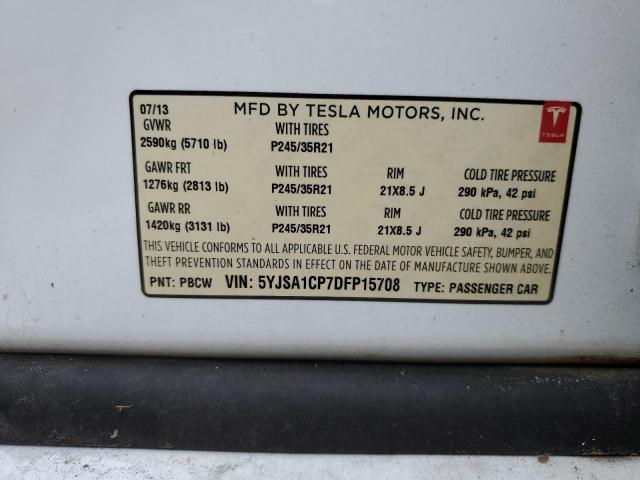 07/13 MFD BY TESLA MOTORS, INC.
TESLA
GVWR WITH TIRES
2590kg (5710 lb) P245/35R21
GAWR FRT WITH TIRES RIM COLD TIRE PRESSURE
1276kg (2813 lb) P245/35R21 21X8.5 J 290 kPa, 42 psi
GAWR RR WITH TIRES RIM COLD TIRE PRESSURE
1420kg (3131 lb) P245/35R21 21X8.5 J 290 kPa, 42 psi
THIS VEHICLE CONFORMS TO ALL APPLICABLE U.S. FEDERAL MOTOR VEHICLE SAFETY, BUMPER, AND
THEFT PREVENTION STANDARDS IN EFFECT ON THE DATE OF MANUFACTURE SHOWN ABOVE.
PNT: PBCW VIN: 5YJSA1CP7DFP15708 TYPE: PASSENGER CAR